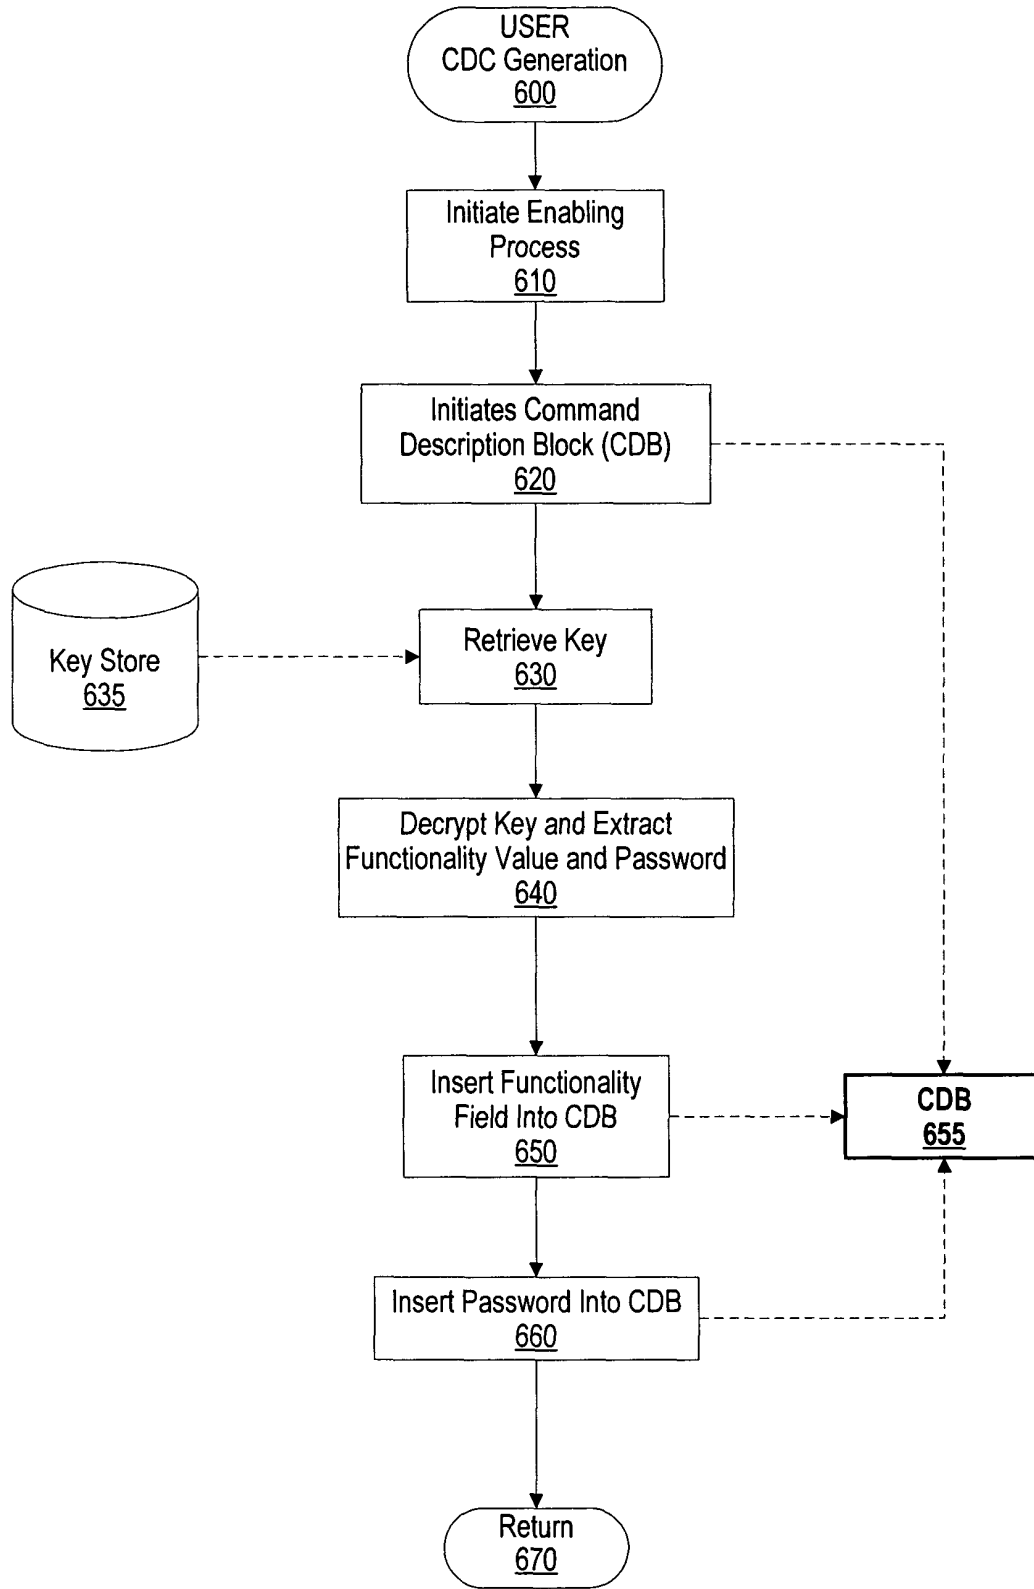 USER
CDC Generation
600
Initiate Enabling
Process
610
Initiates Command
Description Block (CDB)
620
Key Store
635
Retrieve Key
630
Decrypt Key and Extract
Functionality Value and Password
640
Insert Functionality
Field Into CDB
650
CDB
655
Insert Password Into CDB
660
Return
670